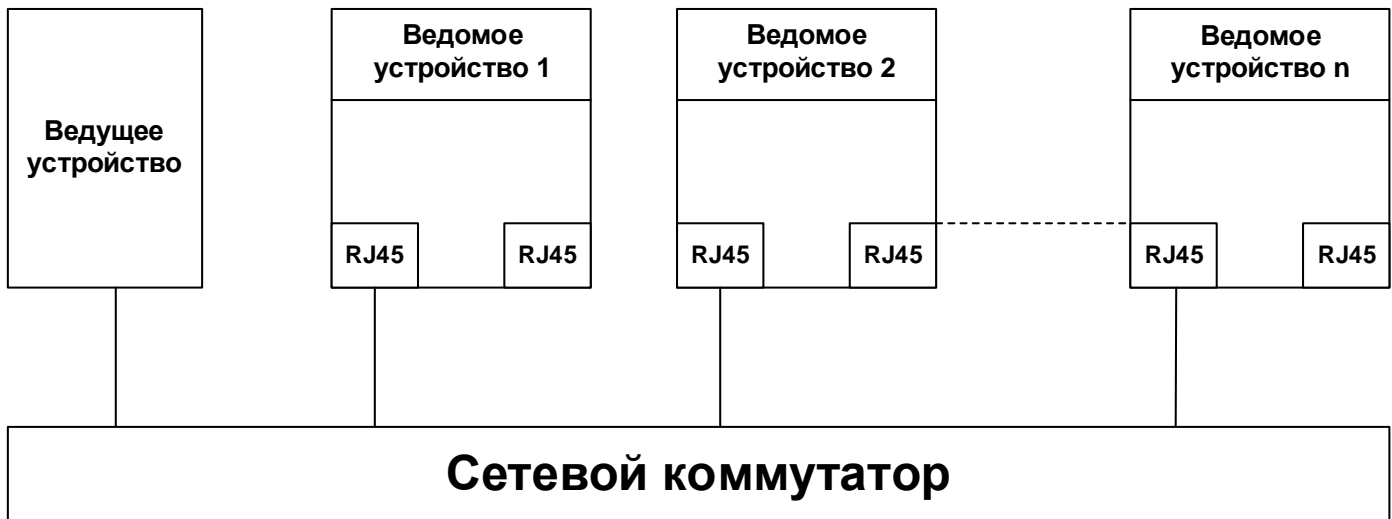 Ведущее
устройство
Ведомое
устройство 1
RJ45
RJ45
Ведомое
устройство 2
RJ45
RJ45
Ведомое
устройство n
RJ45
RJ45
Сетевой коммутатор